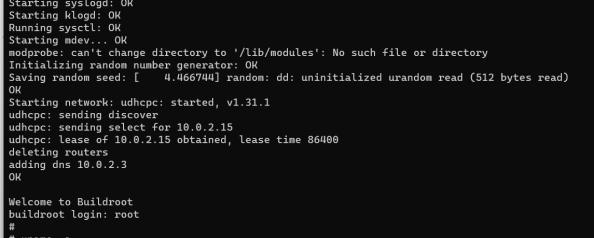 Starting syslogd: OK
Starting klogd: OK
Running sysctl: OK
Starting mdev... OK
modprobe: can't change directory to '/lib/modules': No such file or directory
Initializing random number generator: OK
Saving random seed: [    4.466744] random: dd: uninitialized urandom read (512 bytes read)
OK
Starting network: udhcpc: started, v1.31.1
udhcpc: sending discover
udhcpc: sending select for 10.0.2.15
udhcpc: lease of 10.0.2.15 obtained, lease time 86400
deleting routers
adding dns 10.0.2.3
OK
Welcome to Buildroot
buildroot login: root
#
#